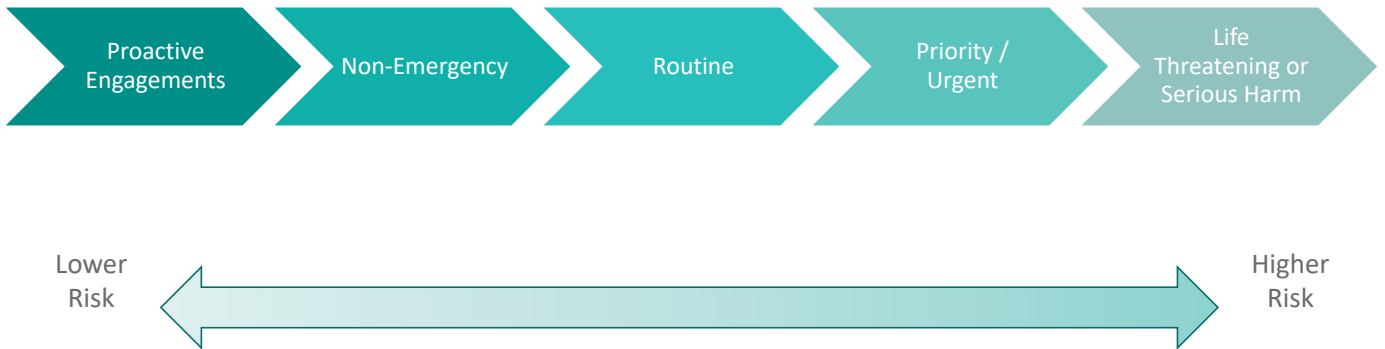 Proactive
Engagements
Non-Emergency
Routine
Priority /
Urgent
Life
Threatening or
Serious Harm
Lower
Risk
Higher
Risk